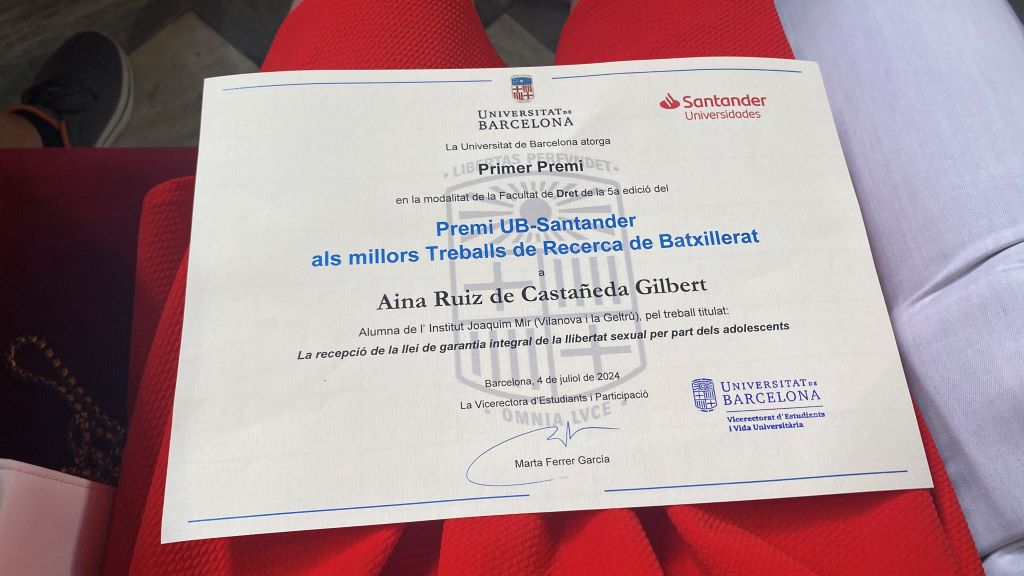 UNIVERSITAT DE
BARCELONA
Santander
Universidades
La Universitat de Barcelona atorga
LIBERTAS PERFVNDET
Primer Premi
en la modalitat de la Facultat de Dret de la 5a edició del
Premi UB-Santander
als millors Treballs de Recerca de Batxillerat
a
Aina Ruiz de Castañeda Gilbert
Alumna de l' Institut Joaquim Mir (Vilanova i la Geltrú), pel treball titulat:
La recepció de la llei de garantia integral de la llibertat sexual per part dels adolescents
Barcelona, 4 de juliol de 2024
La Vicerectora d'Estudiants i Participació
OMNIA LVCE
Marta Ferrer García
UNIVERSITAT DE
BARCELONA
Vicerectorat d'Estudiants
i Vida Universitària